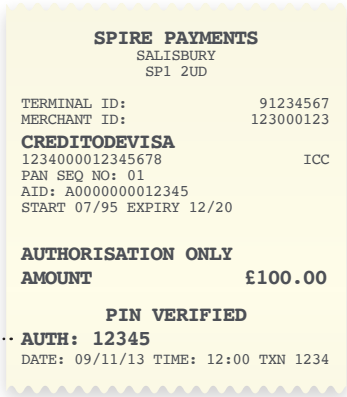 SPIRE PAYMENTS
SALISBURY
SP1 2UD
TERMINAL ID: 91234567
MERCHANT ID: 123000123
CREDITODEVISA
1234000012345678 ICC
PAN SEQ NO: 01
AID: A0000000012345
START 07/95 EXPIRY 12/20
AUTHORISATION ONLY
AMOUNT £100.00
PIN VERIFIED
AUTH: 12345
DATE: 09/11/13 TIME: 12:00 TXN 1234